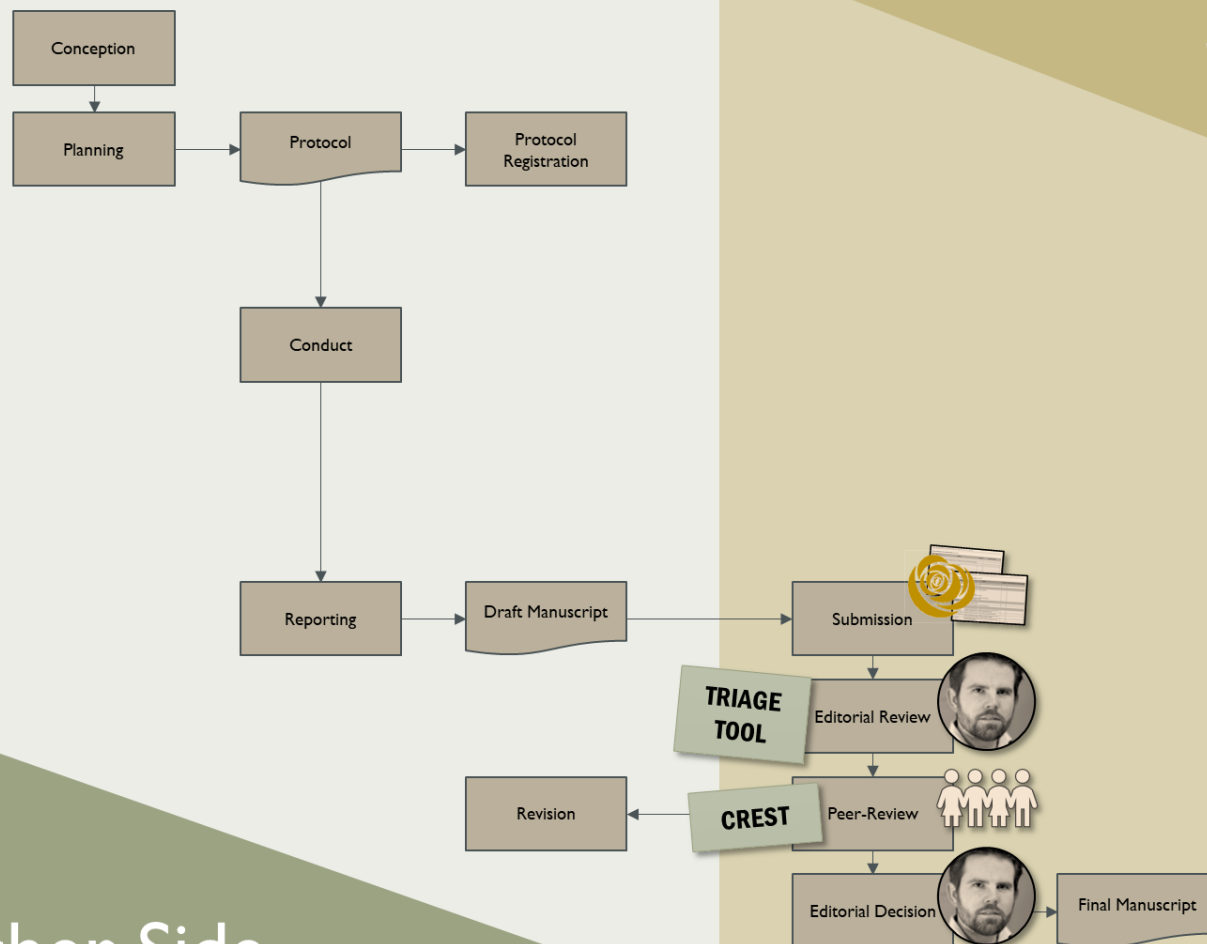 Conception
Planning
Protocol
Protocol
Registration
Conduct
Reporting
Draft Manuscript
Submission
TRIAGE
TOOL
Editorial Review
Revision
CREST
Peer-Review
Editorial Decision
Final Manuscript
Side